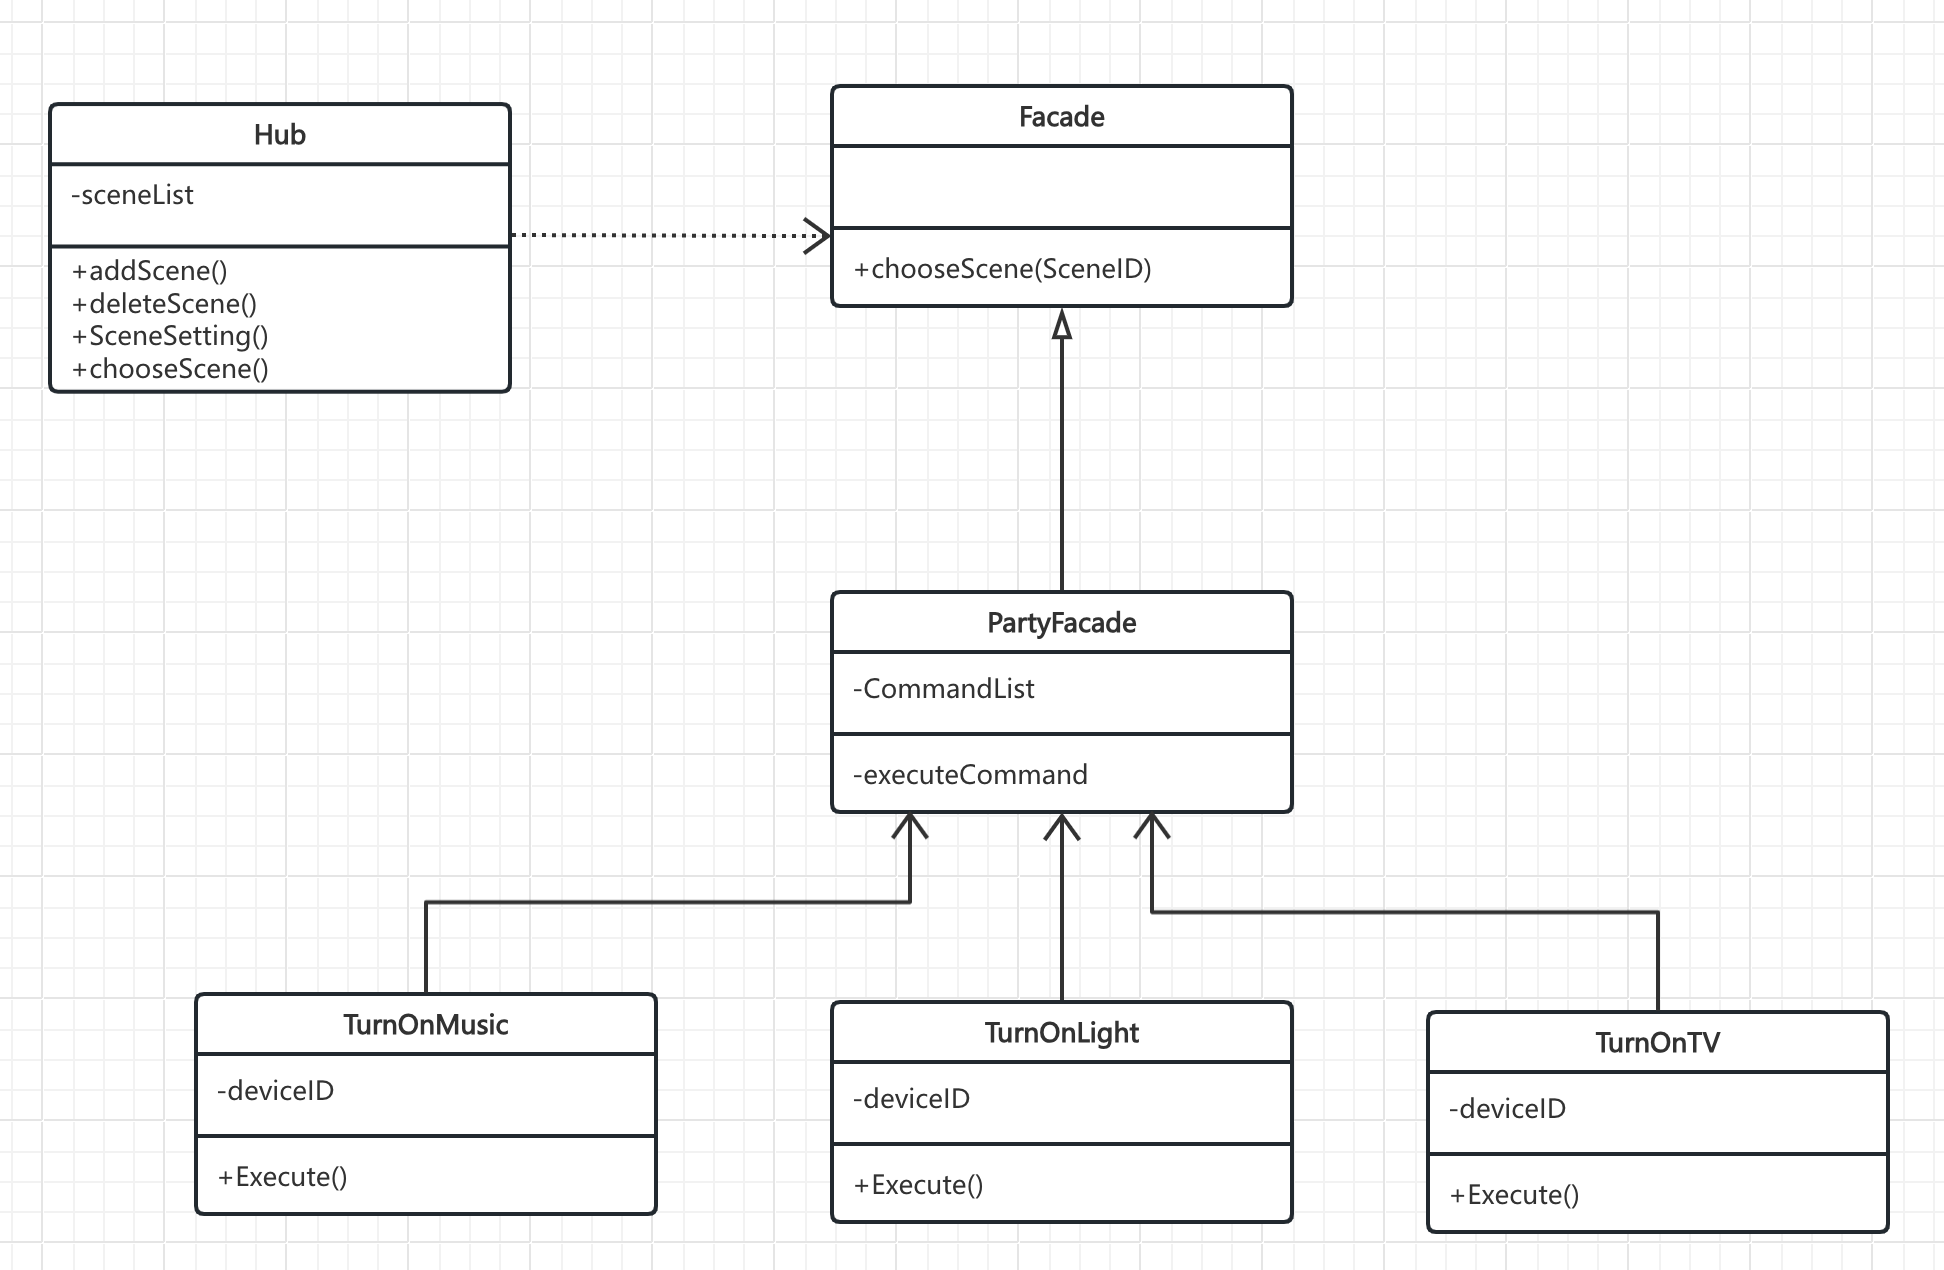 Hub
-sceneList
+addScene()
+deleteScene()
+SceneSetting()
+chooseScene()
Facade
+chooseScene(SceneID)
PartyFacade
-CommandList
-executeCommand
TurnOnMusic
-deviceID
+Execute()
TurnOnLight
-deviceID
+Execute()
TurnOnTV
-deviceID
+Execute()